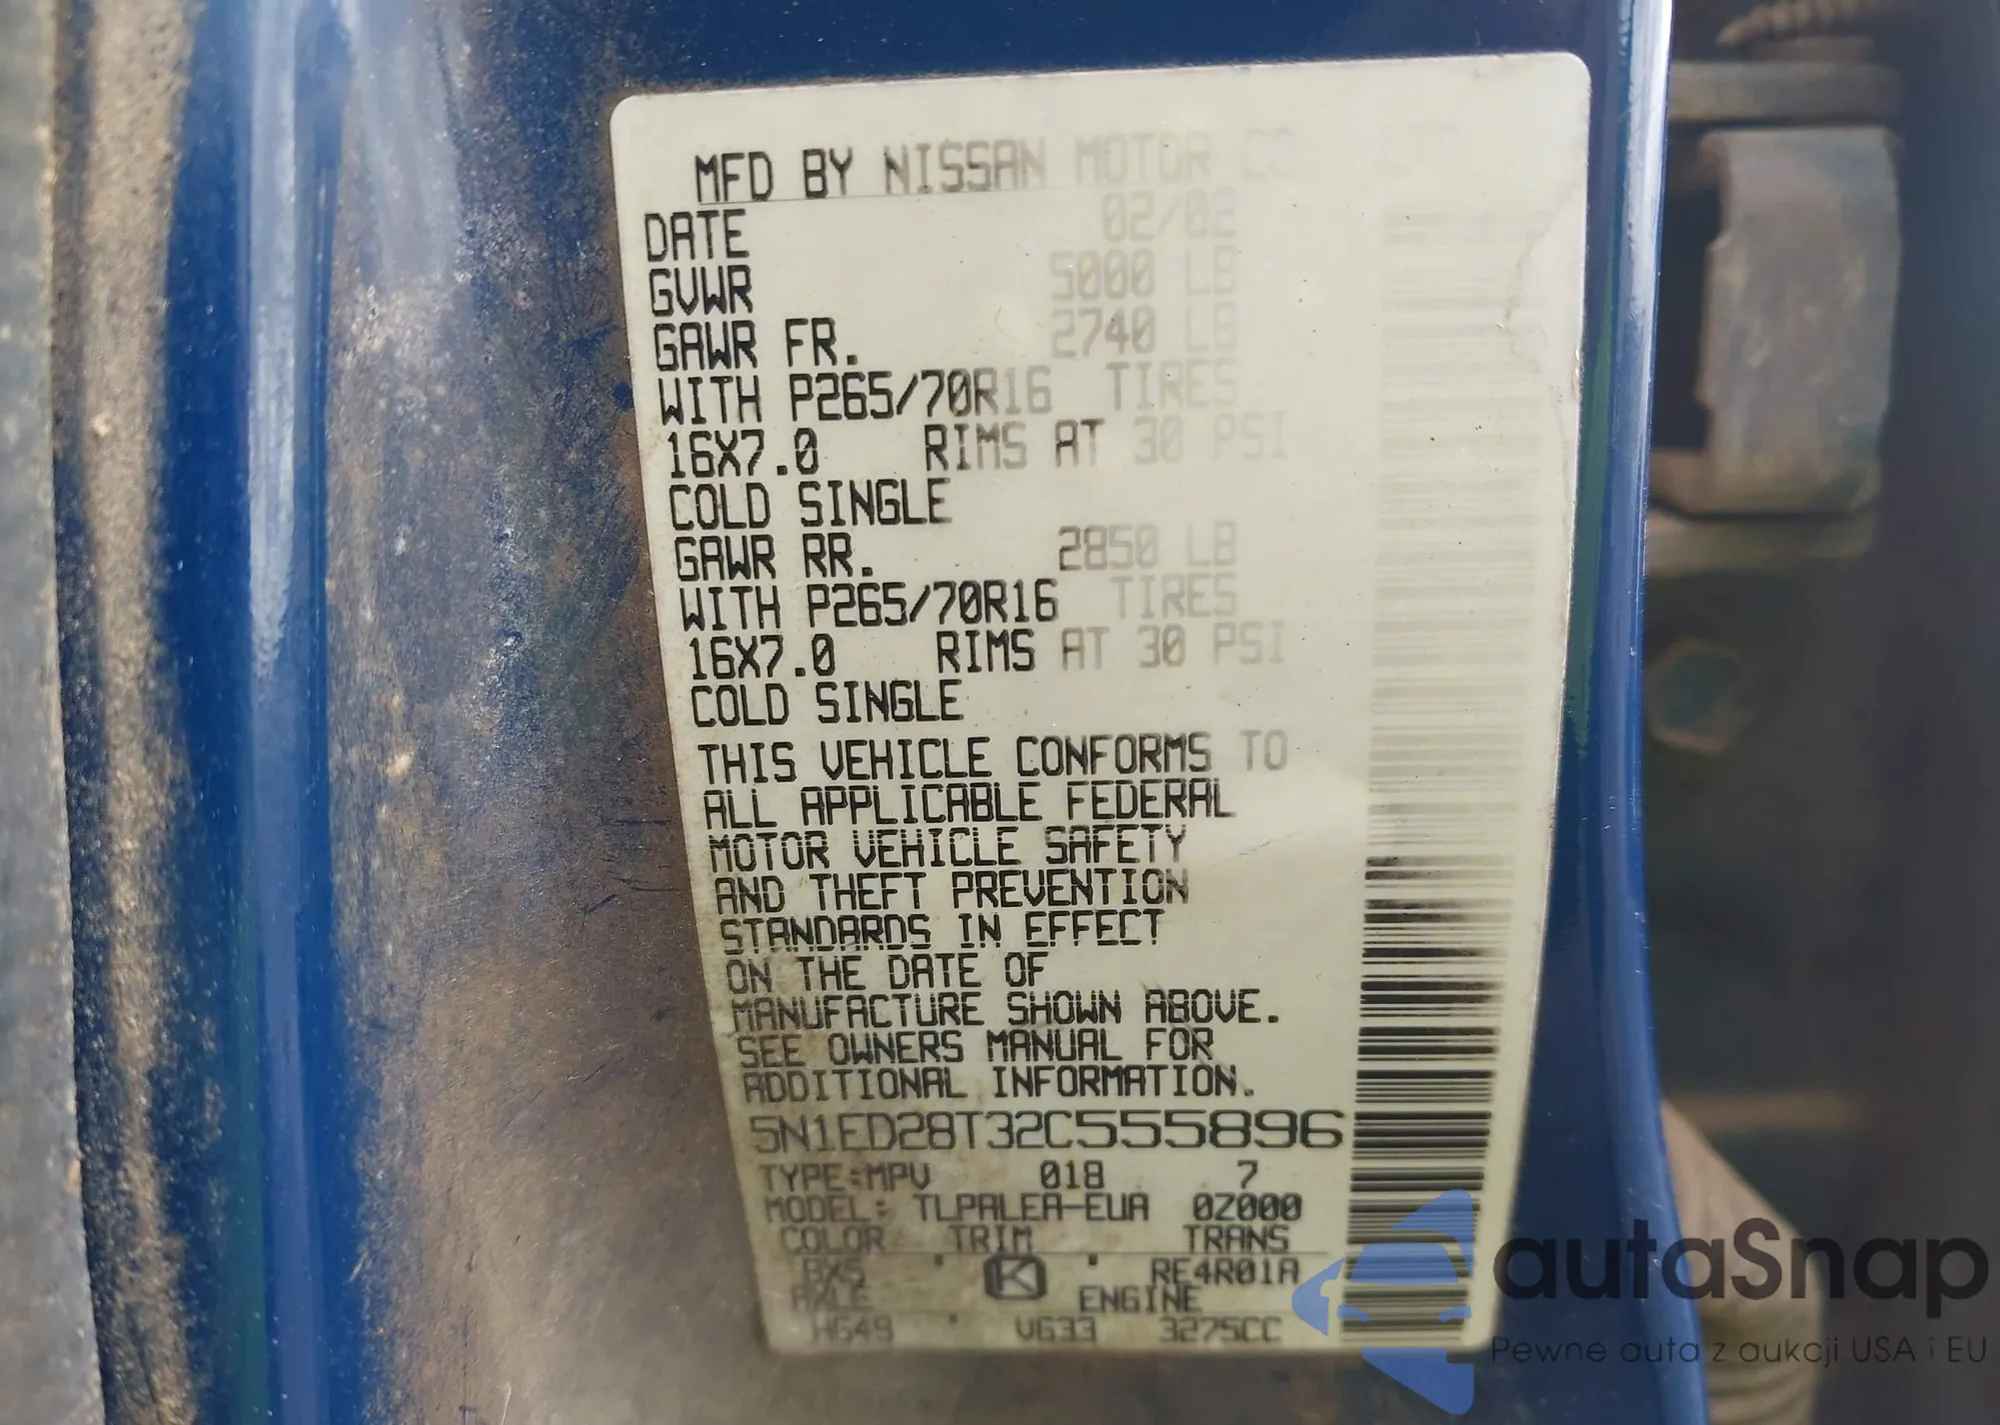 MFD BY NISSAN MOTOR CO., LTD
DATE 02/02
GVWR 5000 LB
GAWR FR. 2740 LB
WITH P265/70R16 TIRES
16X7.0 RIMS AT 30 PSI
COLD SINGLE
GAWR RR. 2850 LB
WITH P265/70R16 TIRES
16X7.0 RIMS AT 30 PSI
COLD SINGLE
THIS VEHICLE CONFORMS TO
ALL APPLICABLE FEDERAL
MOTOR VEHICLE SAFETY
AND THEFT PREVENTION
STANDARDS IN EFFECT
ON THE DATE OF
MANUFACTURE SHOWN ABOVE.
SEE OWNERS MANUAL FOR
ADDITIONAL INFORMATION.
5N1ED28T32C555896
TYPE:MPV 018 7
MODEL: TLPALEA-EUA 0Z000
COLOR TRIM TRANS
BX5 K RE4R01A
AXLE ENGINE
HG49 VG33 3275CC
autoSnap
Pewne auta z aukcji USA i EU